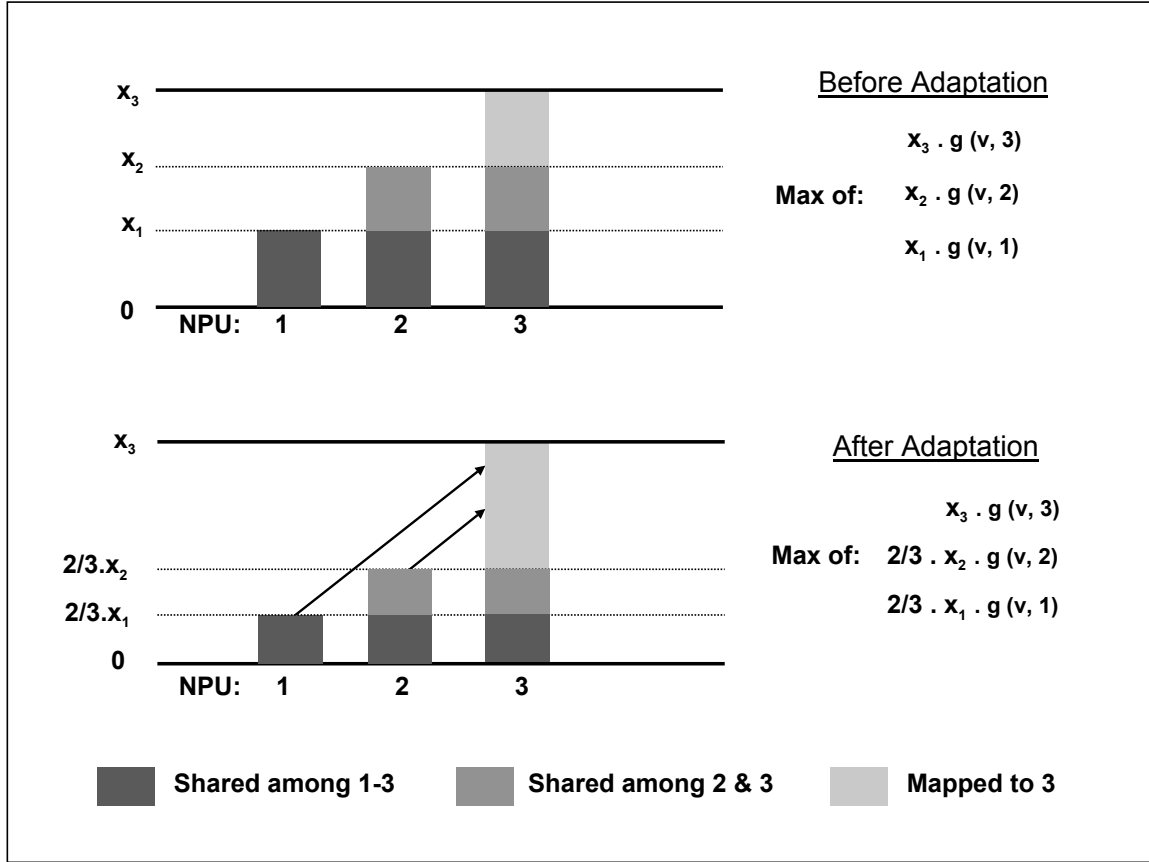 Before Adaptation
x₃
x₃ . g (v, 3)
x₂
Max of: x₂ . g (v, 2)
x₁
x₁ . g (v, 1)
0
NPU: 1 2 3
After Adaptation
x₃
x₃ . g (v, 3)
2/3.x₂
Max of: 2/3 . x₂ . g (v, 2)
2/3.x₁
2/3 . x₁ . g (v, 1)
0
NPU: 1 2 3
Shared among 1-3
Shared among 2 & 3
Mapped to 3